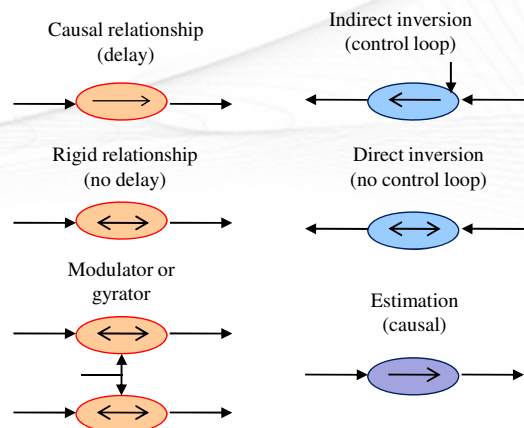 Causal relationship
(delay)
Indirect inversion
(control loop)
Rigid relationship
(no delay)
Direct inversion
(no control loop)
Modulator or
gyrator
Estimation
(causal)